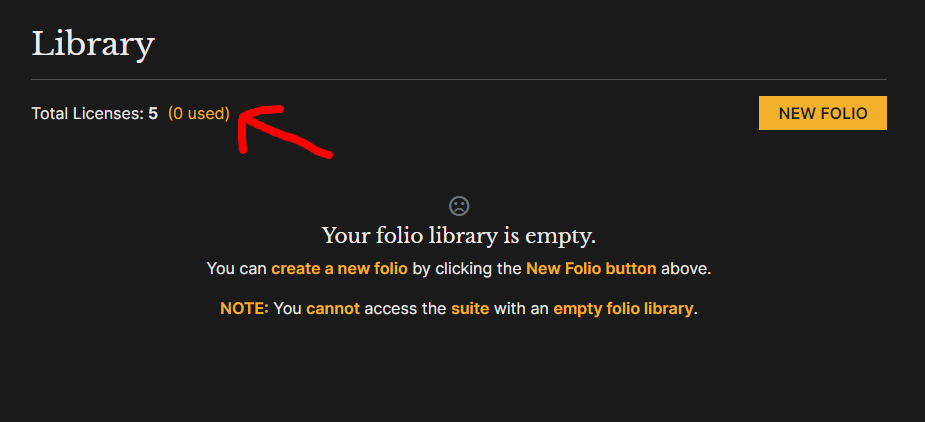 Library
Total Licenses: 5 (0 used)
NEW FOLIO
Your folio library is empty.
You can create a new folio by clicking the New Folio button above.
NOTE: You cannot access the suite with an empty folio library.